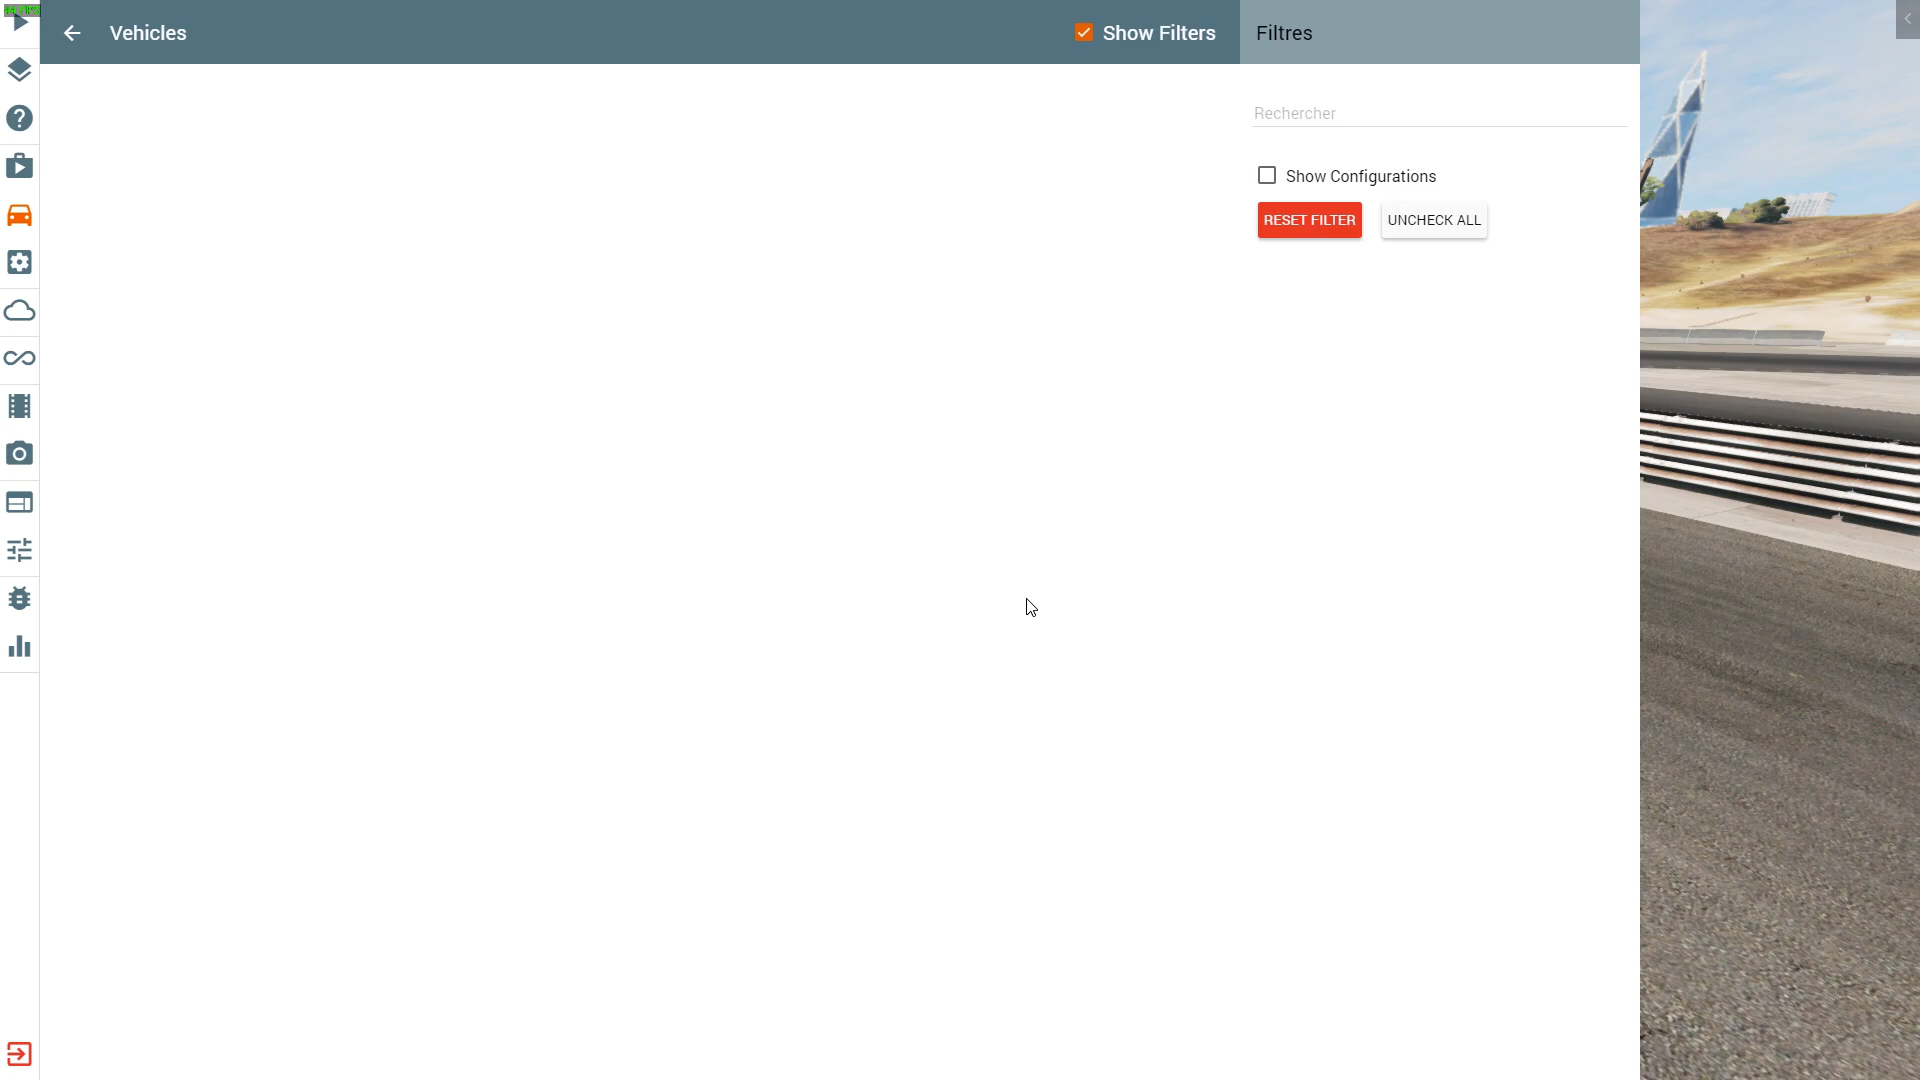 Vehicles
Show Filters
Filtres
Rechercher
Show Configurations
RESET FILTER
UNCHECK ALL